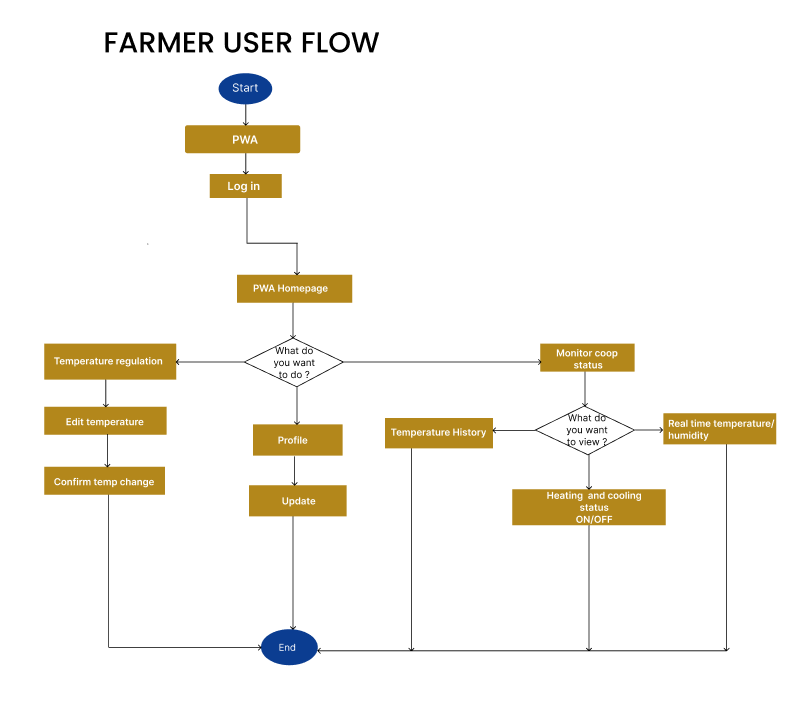 FARMER USER FLOW
Start
PWA
Log in
PWA Homepage
What do
you want
to do ?
Temperature regulation
Monitor coop
status
Edit temperature
Confirm temp change
Profile
Update
What do
you want
to view ?
Temperature History
Real time temperature/
humidity
Heating and cooling
status
ON/OFF
End